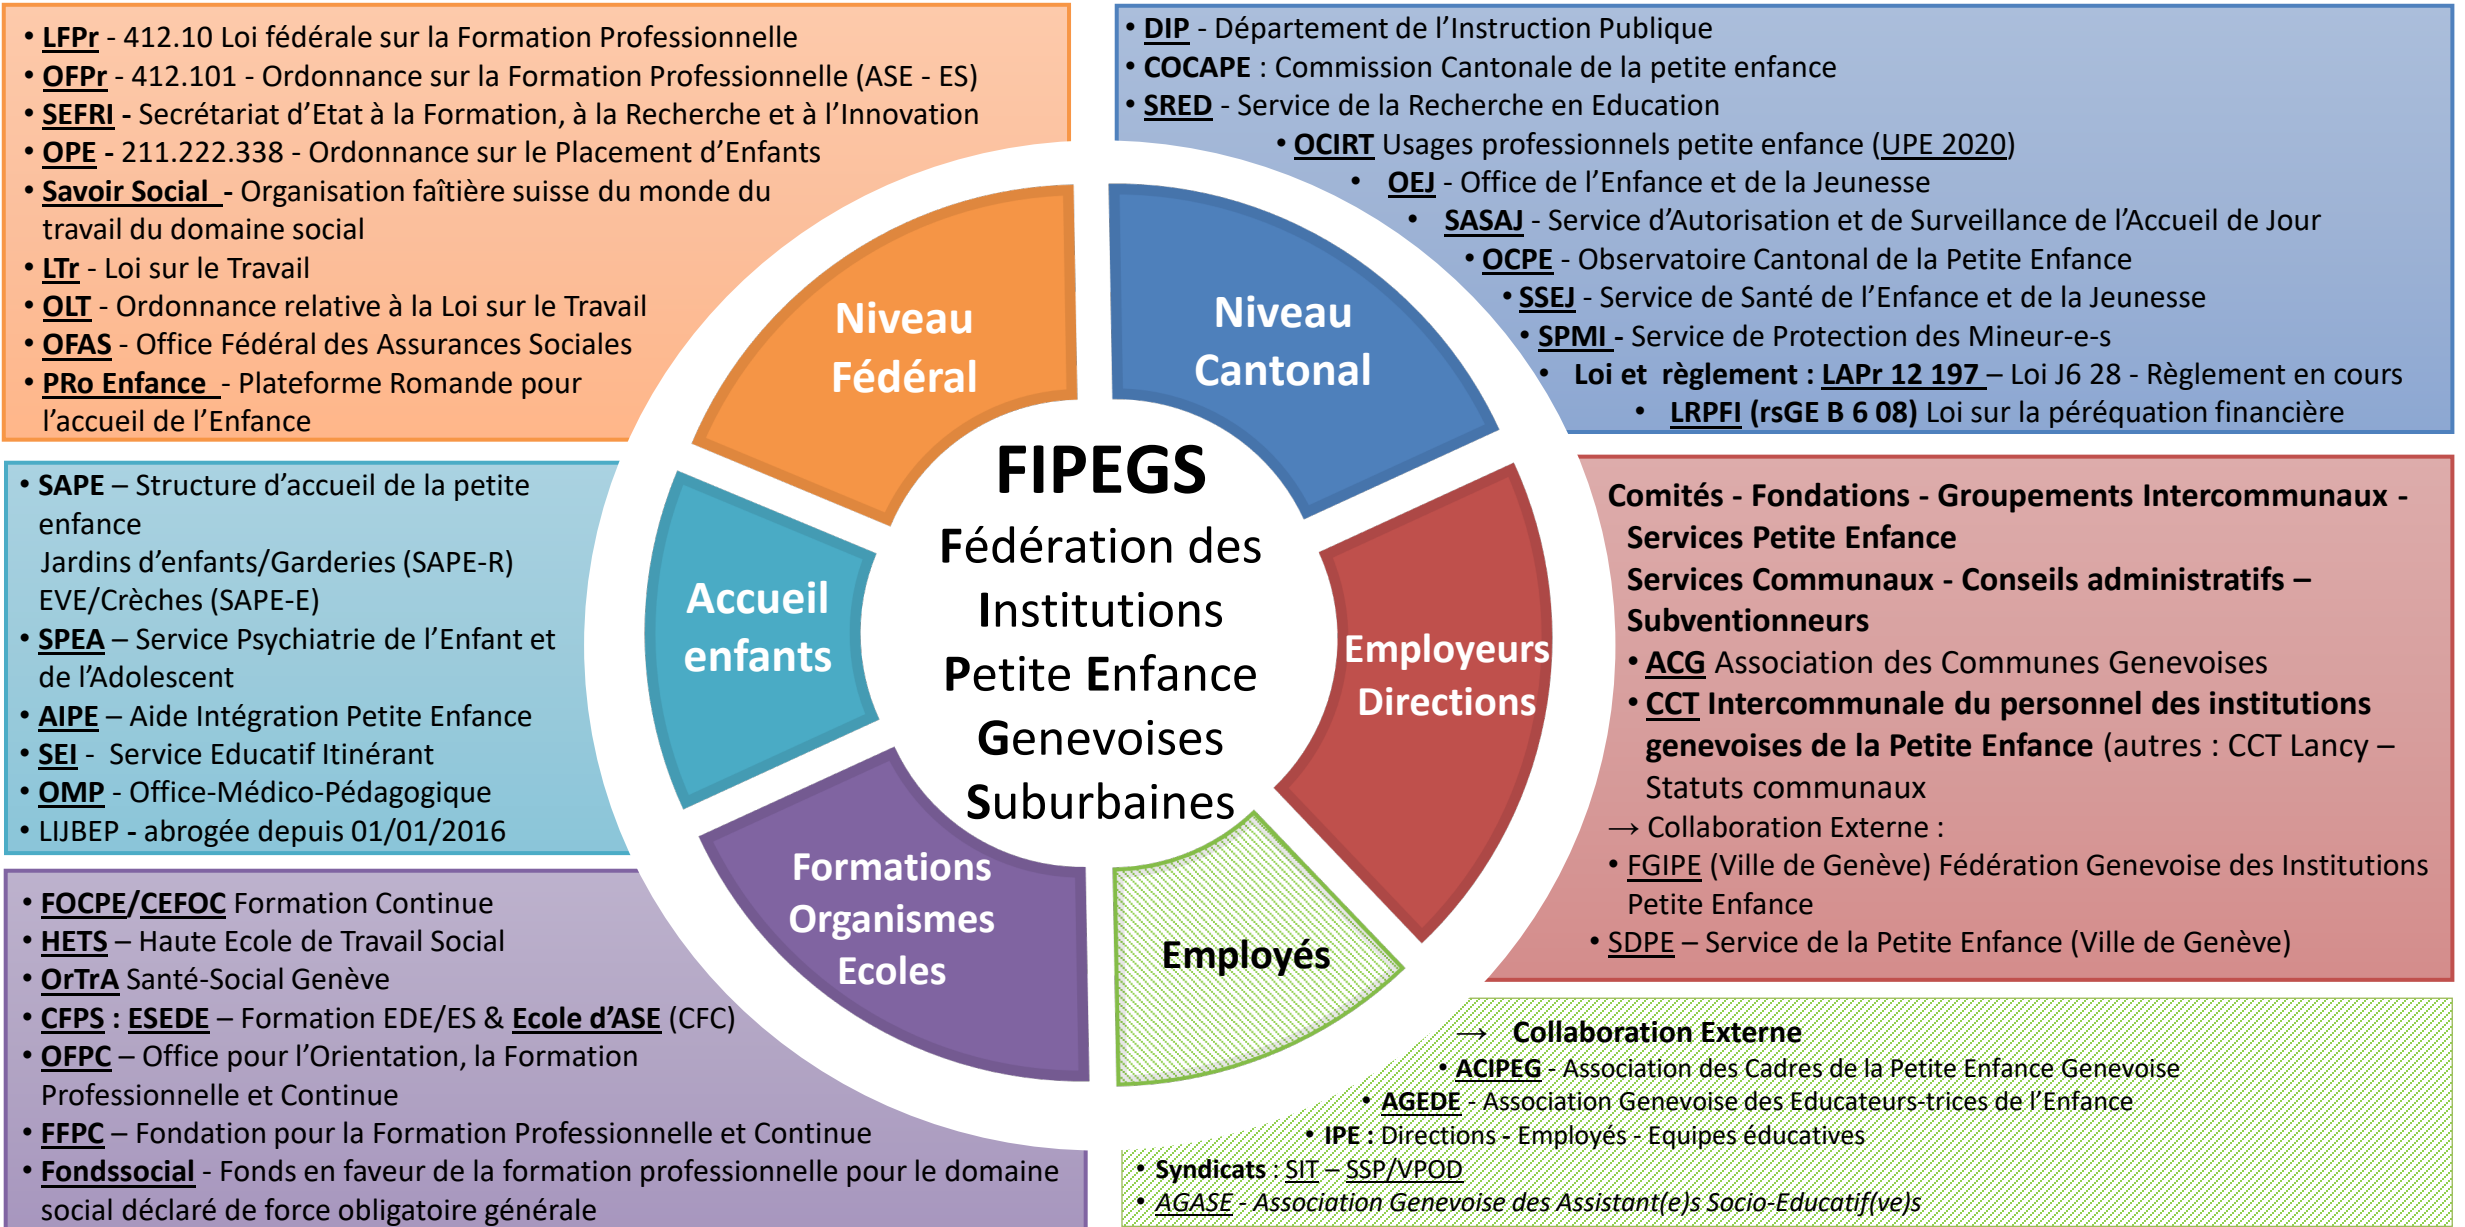 • LFPr - 412.10 Loi fédérale sur la Formation Professionnelle
• OFPr - 412.101 - Ordonnance sur la Formation Professionnelle (ASE - ES)
• SEFRI - Secrétariat d’Etat à la Formation, à la Recherche et à l’Innovation
• OPE - 211.222.338 - Ordonnance sur le Placement d’Enfants
• Savoir Social - Organisation faîtière suisse du monde du
travail du domaine social
• LTr - Loi sur le Travail
• OLT - Ordonnance relative à la Loi sur le Travail
• OFAS - Office Fédéral des Assurances Sociales
• PRo Enfance - Plateforme Romande pour
l’accueil de l’Enfance
• DIP - Département de l’Instruction Publique
• COCAPE : Commission Cantonale de la petite enfance
• SRED - Service de la Recherche en Education
• OCIRT Usages professionnels petite enfance (UPE 2020)
• OEJ - Office de l’Enfance et de la Jeunesse
• SASAJ - Service d’Autorisation et de Surveillance de l’Accueil de Jour
• OCPE - Observatoire Cantonal de la Petite Enfance
• SSEJ - Service de Santé de l’Enfance et de la Jeunesse
• SPMI - Service de Protection des Mineur-e-s
• Loi et règlement : LAPr 12 197 – Loi J6 28 - Règlement en cours
• LRPFI (rsGE B 6 08) Loi sur la péréquation financière
Niveau
Fédéral
Niveau
Cantonal
• SAPE – Structure d’accueil de la petite
enfance
Jardins d’enfants/Garderies (SAPE-R)
EVE/Crèches (SAPE-E)
• SPEA – Service Psychiatrie de l’Enfant et
de l’Adolescent
• AIPE – Aide Intégration Petite Enfance
• SEI - Service Educatif Itinérant
• OMP - Office-Médico-Pédagogique
• LIJBEP - abrogée depuis 01/01/2016
Accueil
enfants
FIPEGS
Fédération des
Institutions
Petite Enfance
Genevoises
Suburbaines
Employeurs
Directions
Comités - Fondations - Groupements Intercommunaux -
Services Petite Enfance
Services Communaux - Conseils administratifs –
Subventionneurs
• ACG Association des Communes Genevoises
• CCT Intercommunale du personnel des institutions
genevoises de la Petite Enfance (autres : CCT Lancy –
Statuts communaux
→ Collaboration Externe :
• FGIPE (Ville de Genève) Fédération Genevoise des Institutions
Petite Enfance
• SDPE – Service de la Petite Enfance (Ville de Genève)
• FOCPE/CEFOC Formation Continue
• HETS – Haute Ecole de Travail Social
• OrTrA Santé-Social Genève
• CFPS : ESEDE – Formation EDE/ES & Ecole d’ASE (CFC)
• OFPC – Office pour l’Orientation, la Formation
Professionnelle et Continue
• FFPC – Fondation pour la Formation Professionnelle et Continue
• Fondssocial - Fonds en faveur de la formation professionnelle pour le domaine
social déclaré de force obligatoire générale
Formations
Organismes
Ecoles
Employés
→ Collaboration Externe
• ACIPEG - Association des Cadres de la Petite Enfance Genevoise
• AGEDE - Association Genevoise des Educateurs-trices de l’Enfance
• IPE : Directions - Employés - Equipes éducatives
• Syndicats : SIT – SSP/VPOD
• AGASE - Association Genevoise des Assistant(e)s Socio-Educatif(ve)s